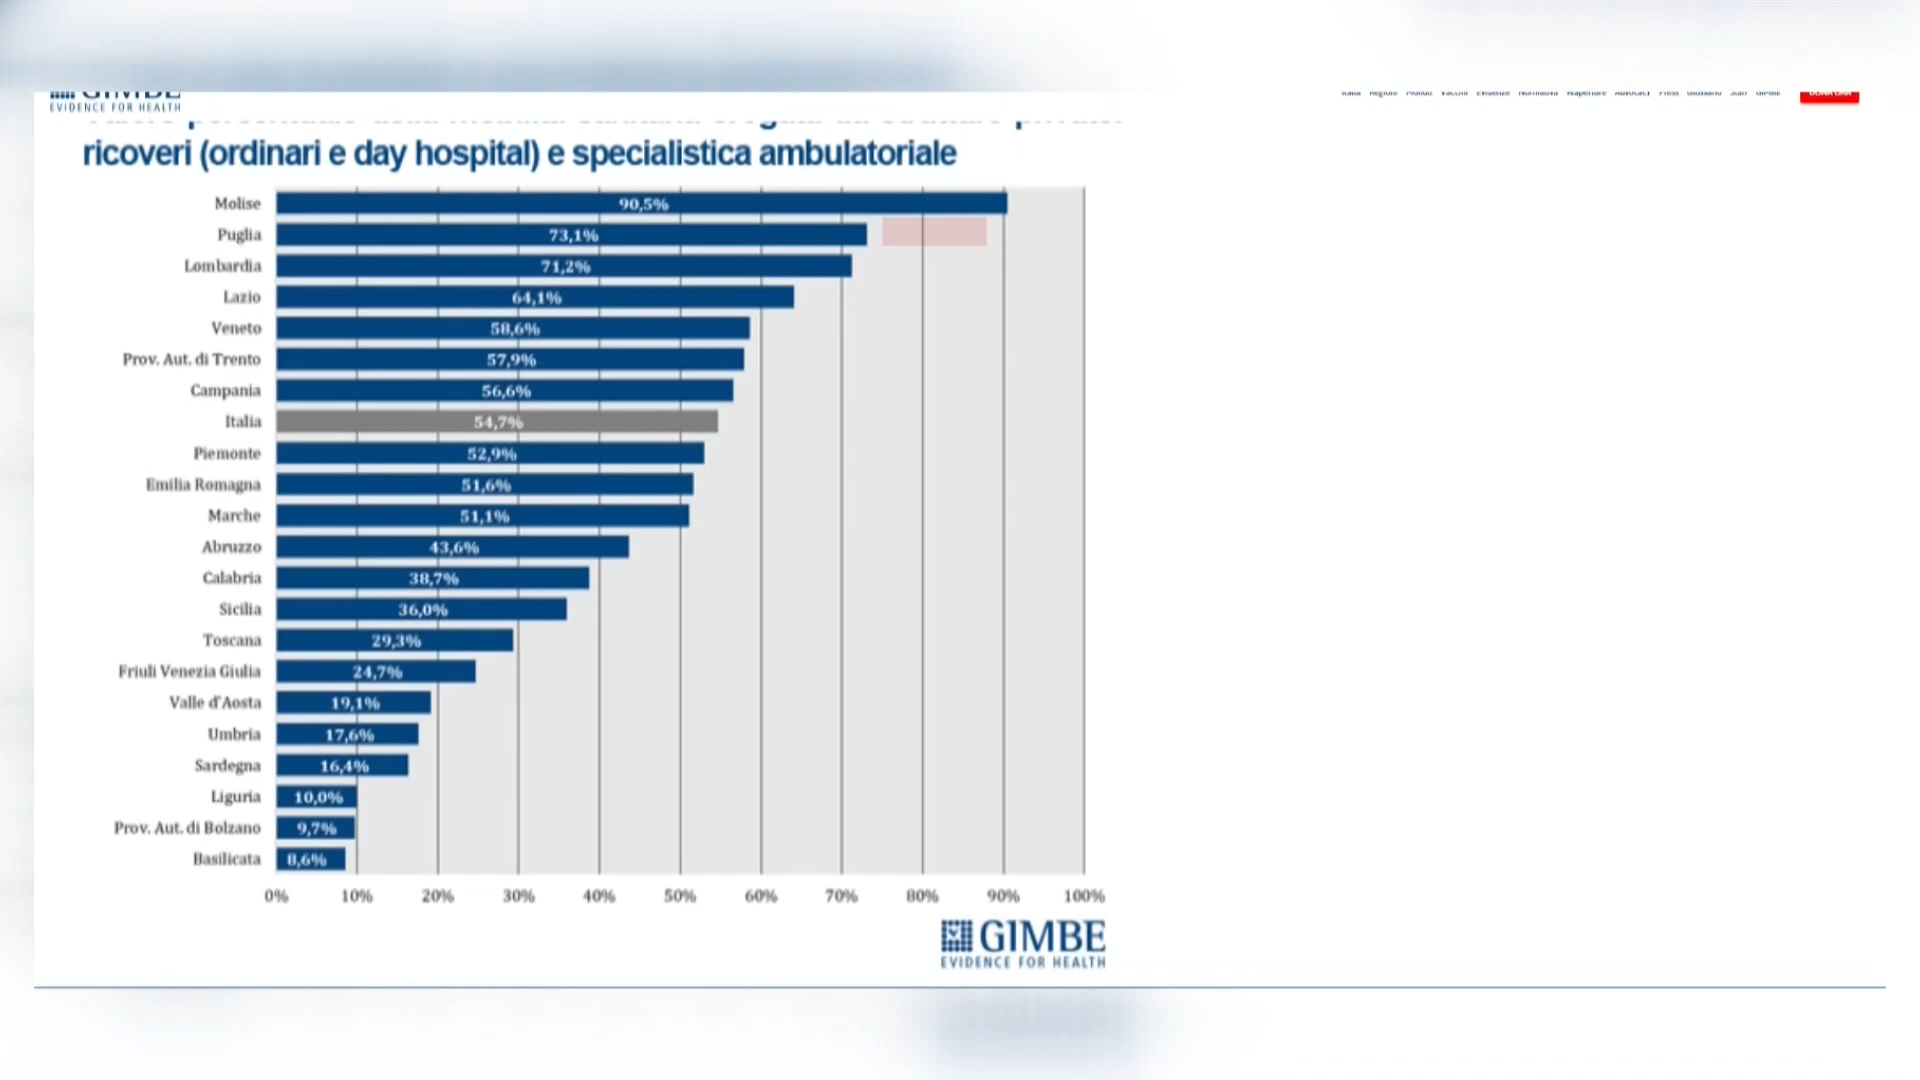 GIMBE
EVIDENCE FOR HEALTH
ricoveri (ordinari e day hospital) e specialistica ambulatoriale
Molise 90,5%
Puglia 73,1%
Lombardia 71,2%
Lazio 64,1%
Veneto 58,6%
Prov. Aut. di Trento 57,9%
Campania 56,6%
Italia 54,7%
Piemonte 52,9%
Emilia Romagna 51,6%
Marche 51,1%
Abruzzo 43,6%
Calabria 38,7%
Sicilia 36,0%
Toscana 29,3%
Friuli Venezia Giulia 24,7%
Valle d'Aosta 19,1%
Umbria 17,6%
Sardegna 16,4%
Liguria 10,0%
Prov. Aut. di Bolzano 9,7%
Basilicata 8,6%
0% 10% 20% 30% 40% 50% 60% 70% 80% 90% 100%
GIMBE
EVIDENCE FOR HEALTH